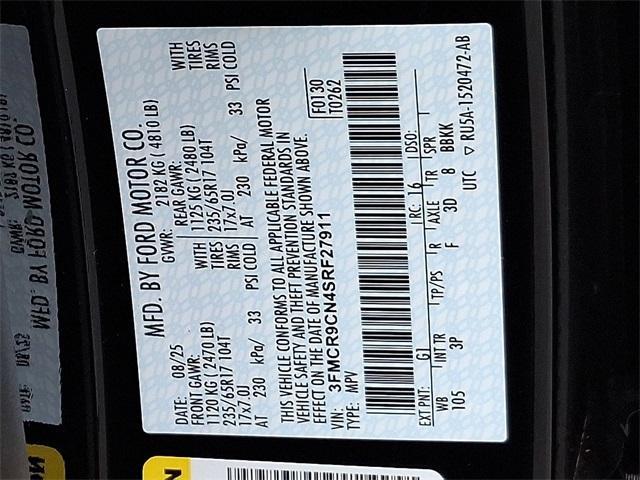 MFD. BY FORD MOTOR CO.
DATE: 08/25 GVWR: 2182 KG ( 4810 LB)
FRONT GAWR: WITH REAR GAWR: WITH
1120 KG ( 2470 LB) TIRES 1125 KG ( 2480 LB) TIRES
235/65R17 104T RIMS 235/65R17 104T RIMS
17x7.0J 17x7.0J
AT 230 kPa/ 33 PSI COLD AT 230 kPa/ 33 PSI COLD
THIS VEHICLE CONFORMS TO ALL APPLICABLE FEDERAL MOTOR
VEHICLE SAFETY AND THEFT PREVENTION STANDARDS IN
EFFECT ON THE DATE OF MANUFACTURE SHOWN ABOVE.
VIN: 3FMCR9CN4SRF27911 F0130
TYPE: MPV T0262
EXT PNT: G1 RC: 16 DSO:
WB INT TR TP/PS R AXLE TR SPR
105 3P F 3D 8 BBKK
UTC ▽ RU5A-1520472-AB